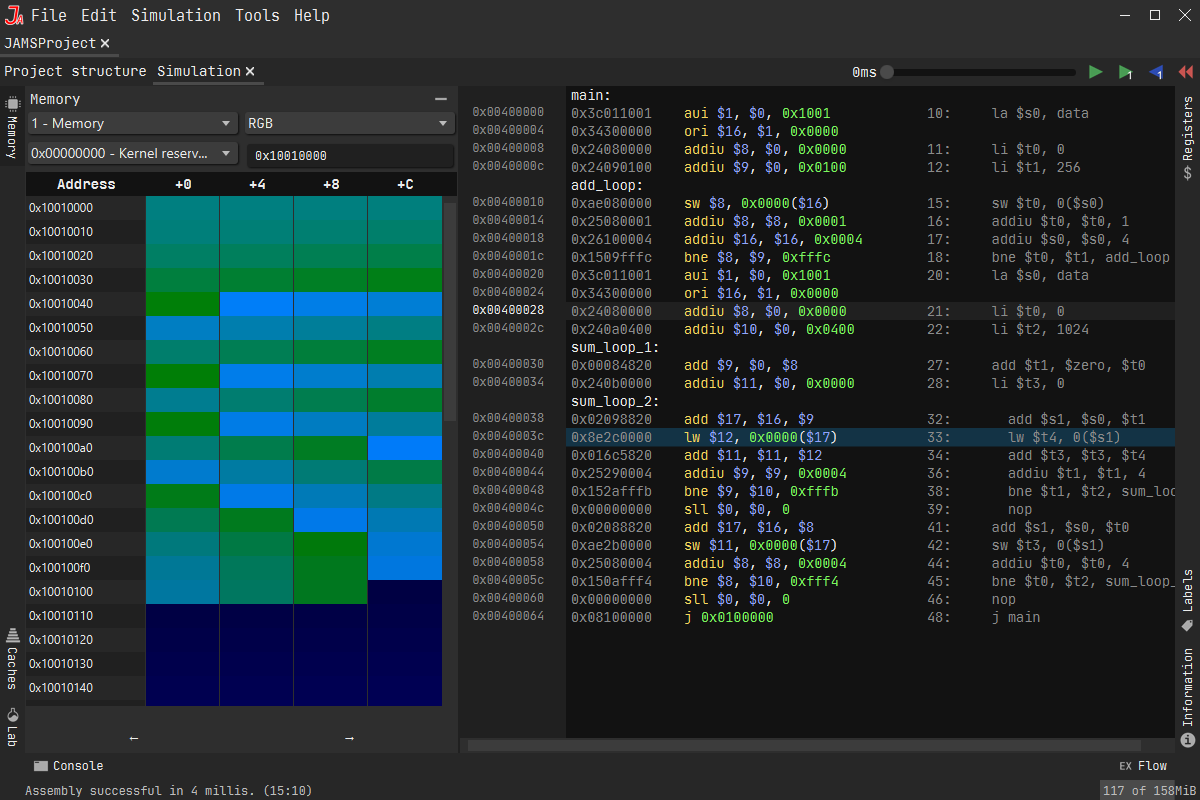 JA File Edit Simulation Tools Help
JAMSProject
Project structure Simulation 0ms 1 1
Memory
1 - Memory RGB
0x00000000 - Kernel reserv... 0x10010000
Address +0 +4 +8 +C
0x10010000
0x10010010
0x10010020
0x10010030
0x10010040
0x10010050
0x10010060
0x10010070
0x10010080
0x10010090
0x100100a0
0x100100b0
0x100100c0
0x100100d0
0x100100e0
0x100100f0
0x10010100
0x10010110
0x10010120
0x10010130
0x10010140
← →
main:
0x00400000 0x3c011001 aui $1, $0, 0x1001 10: la $s0, data
0x00400004 0x34300000 ori $16, $1, 0x0000
0x00400008 0x24080000 addiu $8, $0, 0x0000 11: li $t0, 0
0x0040000c 0x24090100 addiu $9, $0, 0x0100 12: li $t1, 256
add_loop:
0x00400010 0xae080000 sw $8, 0x0000($16) 15: sw $t0, 0($s0)
0x00400014 0x25080001 addiu $8, $8, 0x0001 16: addiu $t0, $t0, 1
0x00400018 0x26100004 addiu $16, $16, 0x0004 17: addiu $s0, $s0, 4
0x0040001c 0x1509fffc bne $8, $9, 0xfffc 18: bne $t0, $t1, add_loop
0x00400020 0x3c011001 aui $1, $0, 0x1001 20: la $s0, data
0x00400024 0x34300000 ori $16, $1, 0x0000
0x00400028 0x24080000 addiu $8, $0, 0x0000 21: li $t0, 0
0x0040002c 0x240a0400 addiu $10, $0, 0x0400 22: li $t2, 1024
sum_loop_1:
0x00400030 0x00084820 add $9, $0, $8 27: add $t1, $zero, $t0
0x00400034 0x240b0000 addiu $11, $0, 0x0000 28: li $t3, 0
sum_loop_2:
0x00400038 0x02098820 add $17, $16, $9 32: add $s1, $s0, $t1
0x0040003c 0x8e2c0000 lw $12, 0x0000($17) 33: lw $t4, 0($s1)
0x00400040 0x016c5820 add $11, $11, $12 34: add $t3, $t3, $t4
0x00400044 0x25290004 addiu $9, $9, 0x0004 36: addiu $t1, $t1, 4
0x00400048 0x152afffb bne $9, $10, 0xfffb 38: bne $t1, $t2, sum_loo
0x0040004c 0x00000000 sll $0, $0, 0 39: nop
0x00400050 0x02088820 add $17, $16, $8 41: add $s1, $s0, $t0
0x00400054 0xae2b0000 sw $11, 0x0000($17) 42: sw $t3, 0($s1)
0x00400058 0x25080004 addiu $8, $8, 0x0004 44: addiu $t0, $t0, 4
0x0040005c 0x150afff4 bne $8, $10, 0xfff4 45: bne $t0, $t2, sum_loop_
0x00400060 0x00000000 sll $0, $0, 0 46: nop
0x00400064 0x08100000 j 0x0100000 48: j main
Memory
Caches
Lab
$ Registers
Labels
Information
Console EX Flow
Assembly successful in 4 millis. (15:10) 117 of 158MiB